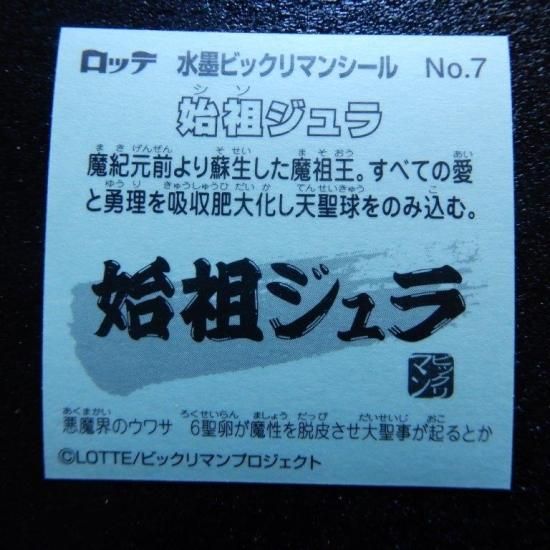 ロッテ 水墨ビックリマンシール No.7
シソ
始祖ジュラ
まきげんぜん そせい まそおう あい
魔紀元前より蘇生した魔祖王。すべての愛
ゆうり きゅうしゅうひだいか てんせいきゅう こ
と勇理を吸収肥大化し天聖球をのみ込む。
始祖ジュラ
ビックリマン
あくまかい ろくせいらん ましょう だっぴ だいせいじ おこ
悪魔界のウワサ 6聖卵が魔性を脱皮させ大聖事が起るとか
©LOTTE/ビックリマンプロジェクト